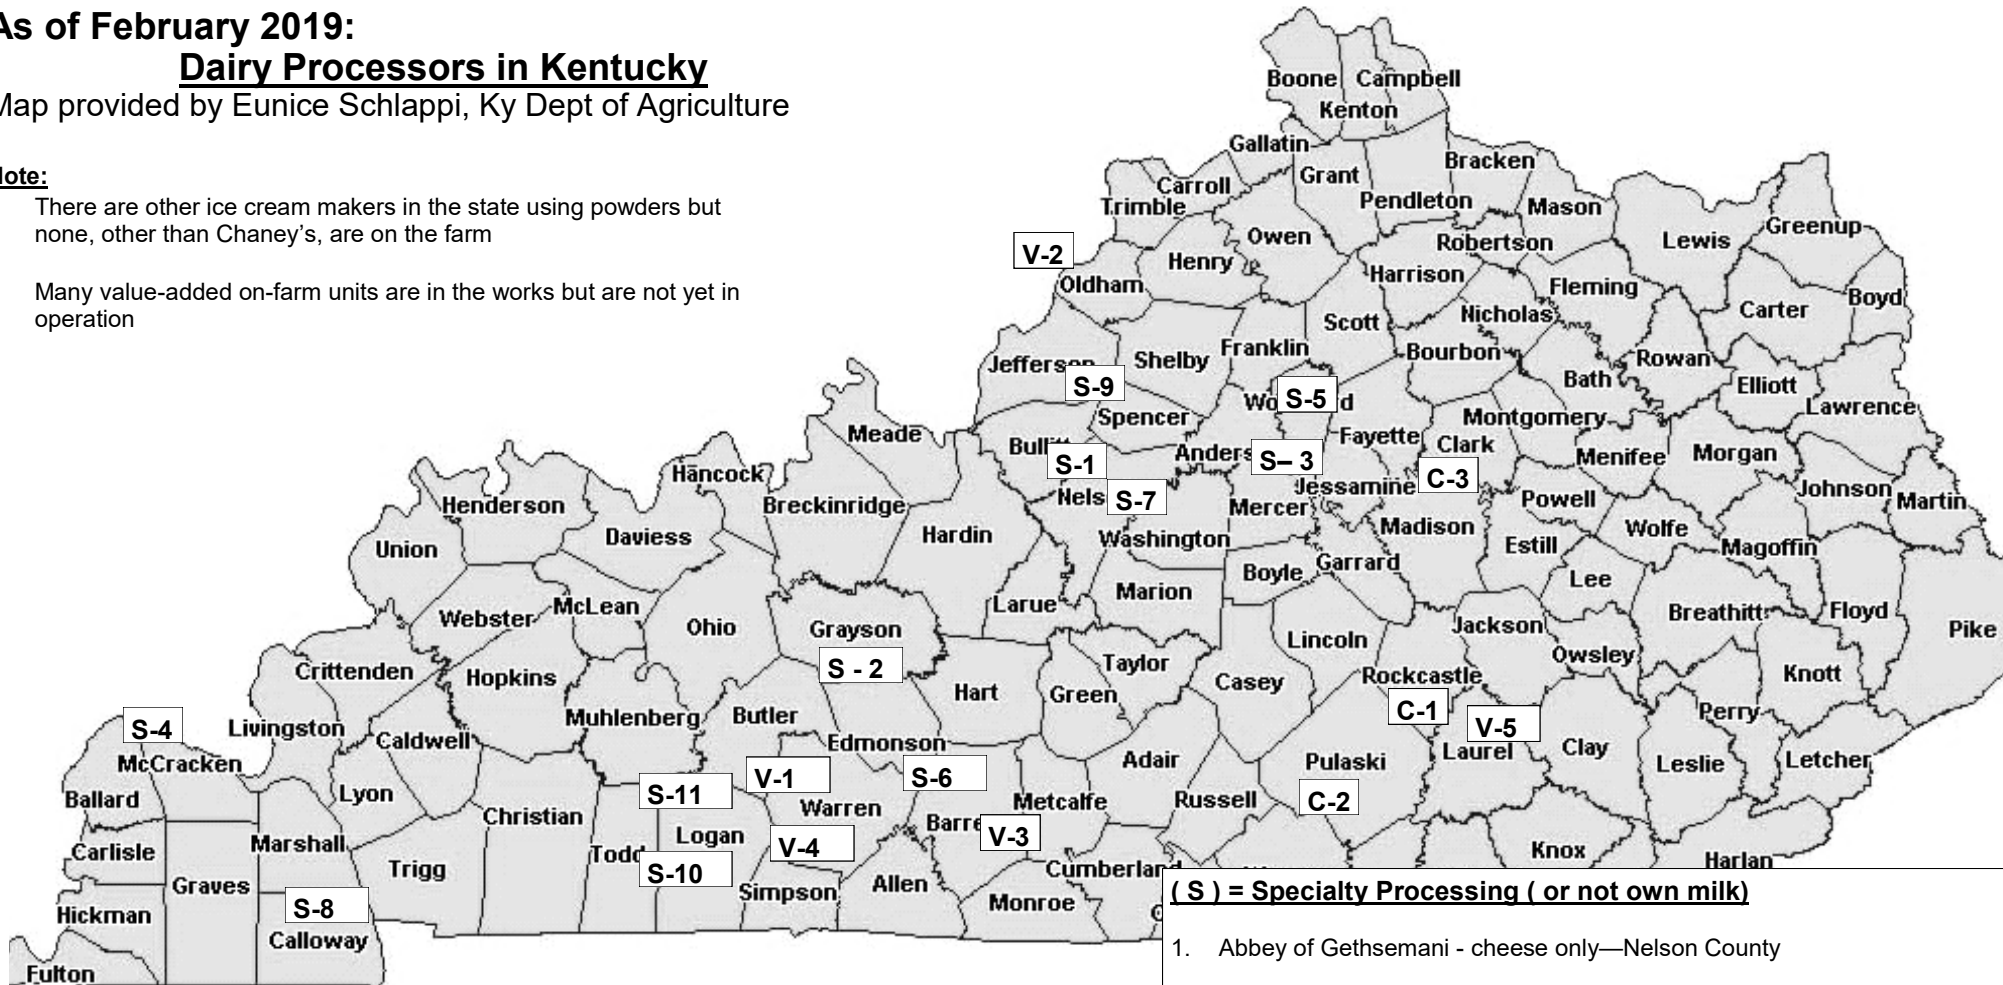 As of February 2019:
Dairy Processors in Kentucky
Map provided by Eunice Schlappi, Ky Dept of Agriculture
Note:
There are other ice cream makers in the state using powders but
none, other than Chaney's, are on the farm
Many value-added on-farm units are in the works but are not yet in
operation
Boone
Campbell
Kenton
Gallatin
Bracken
Grant
Carroll
Pendleton
Trimble
Mason
Greenup
Owen
Robertson
Lewis
V-2
Henry
Harrison
Oldham
Fleming
Boyd
Carter
Nicholas
Scott
Franklin
Bourbon
Shelby
Rowan
Jefferson
Bath
Elliott
S-9
S-5
Lawrence
Spencer
Montgomery
Meade
Fayette
Clark
Bullitt
Anders
S– 3
Menifee
Morgan
S-1
Hancock
C-3
Jessamine
Johnson
Nels
S-7
Powell
Martin
Henderson
Breckinridge
Mercer
Madison
Wolfe
Daviess
Hardin
Washington
Estill
Magoffin
Union
Garrard
Boyle
Lee
Marion
McLean
Larue
Breathitt
Floyd
Webster
Ohio
Grayson
Jackson
Pike
Lincoln
Owsley
Taylor
S - 2
Crittenden
Hopkins
Rockcastle
Knott
Casey
Hart
Green
C-1
Perry
Muhlenberg
Butler
V-5
S-4
Livingston
Caldwell
Edmonson
Laurel
Clay
Adair
Pulaski
Leslie
Letcher
McCracken
V-1
S-6
Lyon
S-11
C-2
Ballard
Warren
Metcalfe
Russell
Christian
Barre
V-3
Logan
Marshall
V-4
Carlisle
Todd
Knox
Harlan
Trigg
S-10
Cumberland
Graves
Allen
Simpson
Monroe
S-8
Hickman
Calloway
Fulton
( S ) = Specialty Processing ( or not own milk)
1. Abbey of Gethsemani - cheese only—Nelson County